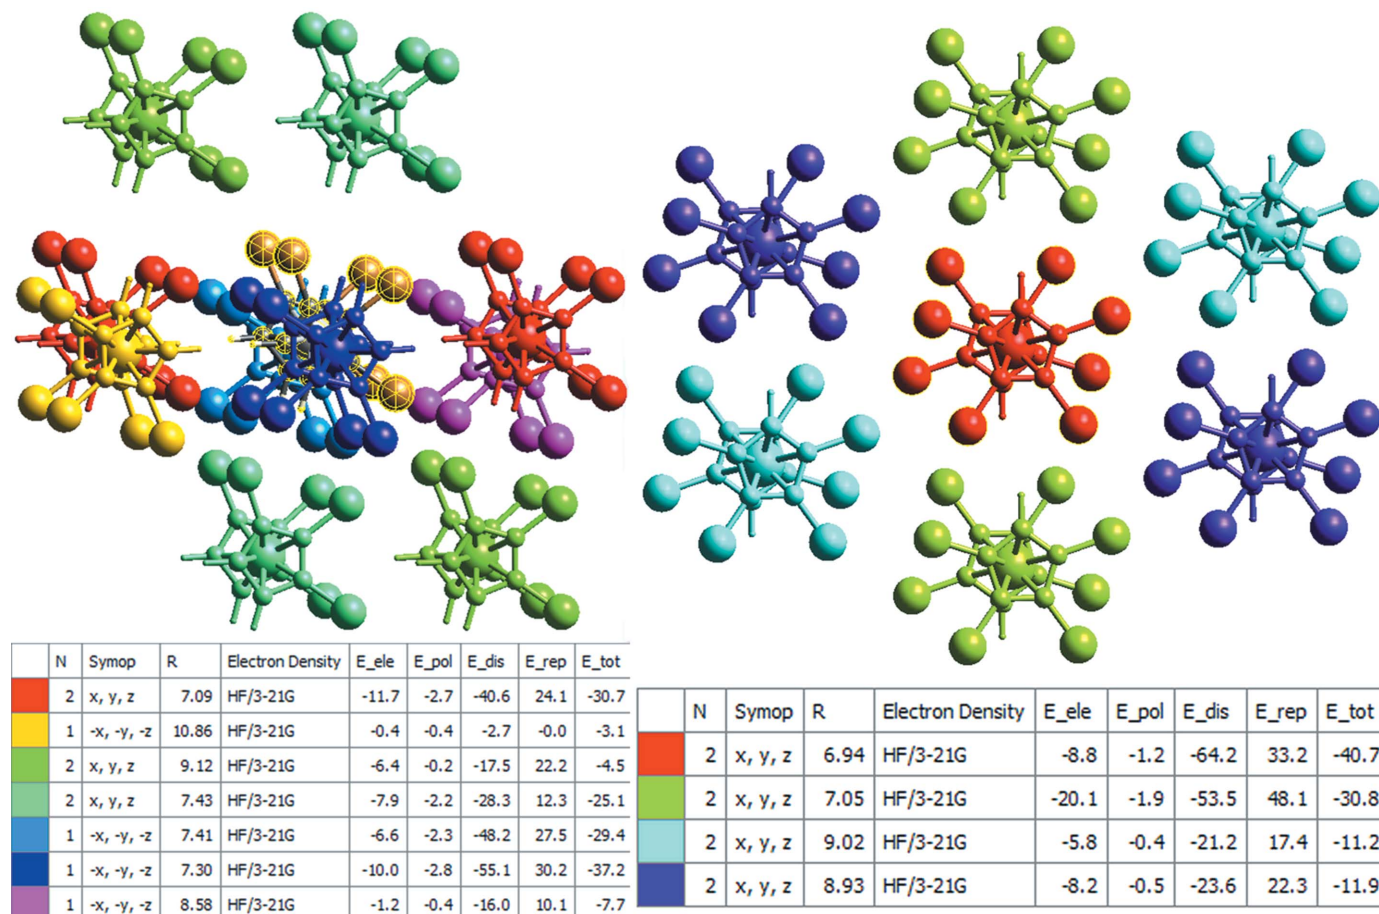 N Symop R Electron Density E_ele E_pol E_dis E_rep E_tot
2 x, y, z 7.09 HF/3-21G -11.7 -2.7 -40.6 24.1 -30.7
1 -x, -y, -z 10.86 HF/3-21G -0.4 -0.4 -2.7 -0.0 -3.1
2 x, y, z 9.12 HF/3-21G -6.4 -0.2 -17.5 22.2 -4.5
2 x, y, z 7.43 HF/3-21G -7.9 -2.2 -28.3 12.3 -25.1
1 -x, -y, -z 7.41 HF/3-21G -6.6 -2.3 -48.2 27.5 -29.4
1 -x, -y, -z 7.30 HF/3-21G -10.0 -2.8 -55.1 30.2 -37.2
1 -x, -y, -z 8.58 HF/3-21G -1.2 -0.4 -16.0 10.1 -7.7
N Symop R Electron Density E_ele E_pol E_dis E_rep E_tot
2 x, y, z 6.94 HF/3-21G -8.8 -1.2 -64.2 33.2 -40.7
2 x, y, z 7.05 HF/3-21G -20.1 -1.9 -53.5 48.1 -30.8
2 x, y, z 9.02 HF/3-21G -5.8 -0.4 -21.2 17.4 -11.2
2 x, y, z 8.93 HF/3-21G -8.2 -0.5 -23.6 22.3 -11.9